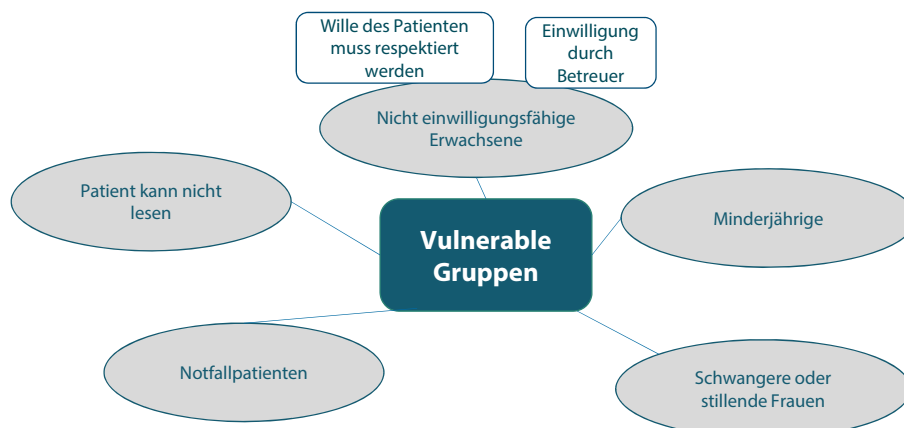 Wille des Patienten
muss respektiert
werden
Einwilligung
durch
Betreuer
Nicht einwilligungsfähige
Erwachsene
Patient kann nicht
lesen
Vulnerable
Gruppen
Minderjährige
Notfallpatienten
Schwangere oder
stillende Frauen